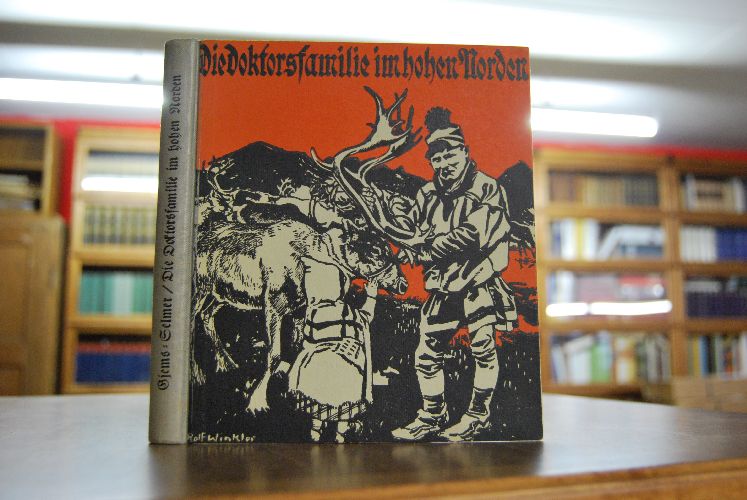 Die Doktorsfamilie im hohen Norden
Gjems-Selmer / Die Doktorsfamilie im hohen Norden
Rolf Winkler